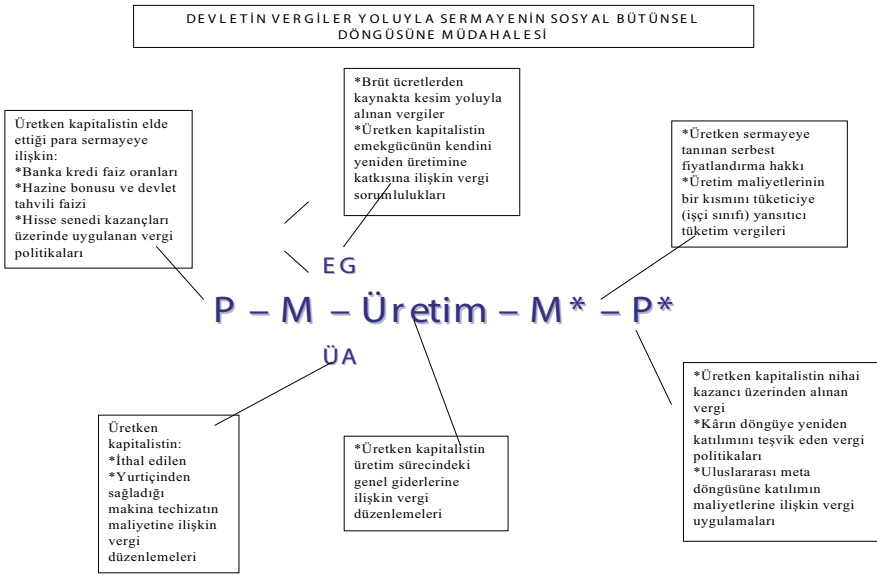 DEVLETİN VERGİLER YOLUYLA SERMAYENİN SOSYAL BÜTÜNSEL
DÖNGÜSÜNE MÜDAHALESİ
*Brüt ücretlerden
kaynakta kesim yoluyla
alınan vergiler
*Üretken kapitalistin
emekgücünün kendini
yeniden üretimine
katkısına ilişkin vergi
sorumlulukları
Üretken kapitalistin elde
ettiği para sermayeye
ilişkin:
*Banka kredi faiz oranları
*Hazine bonusu ve devlet
tahvili faizi
*Hisse senedi kazançları
üzerinde uygulanan vergi
politikaları
*Üretken sermayeye
tanınan serbest
fiyatlandırma hakkı
*Üretim maliyetlerinin
bir kısmını tüketiciye
(işçi sınıfı) yansıtıcı
tüketim vergileri
EG
P – M – Üretim – M* – P*
ÜA
Üretken
kapitalistin:
*İthal edilen
*Yurtiçinden
sağladığı
makina techizatın
maliyetine ilişkin
vergi
düzenlemeleri
*Üretken kapitalistin
üretim sürecindeki
genel giderlerine
ilişkin vergi
düzenlemeleri
*Üretken kapitalistin nihai
kazancı üzerinden alınan
vergi
*Kârın döngüye yeniden
katılımını teşvik eden vergi
politikaları
*Uluslararası meta
döngüsüne katılımın
maliyetlerine ilişkin vergi
uygulamaları